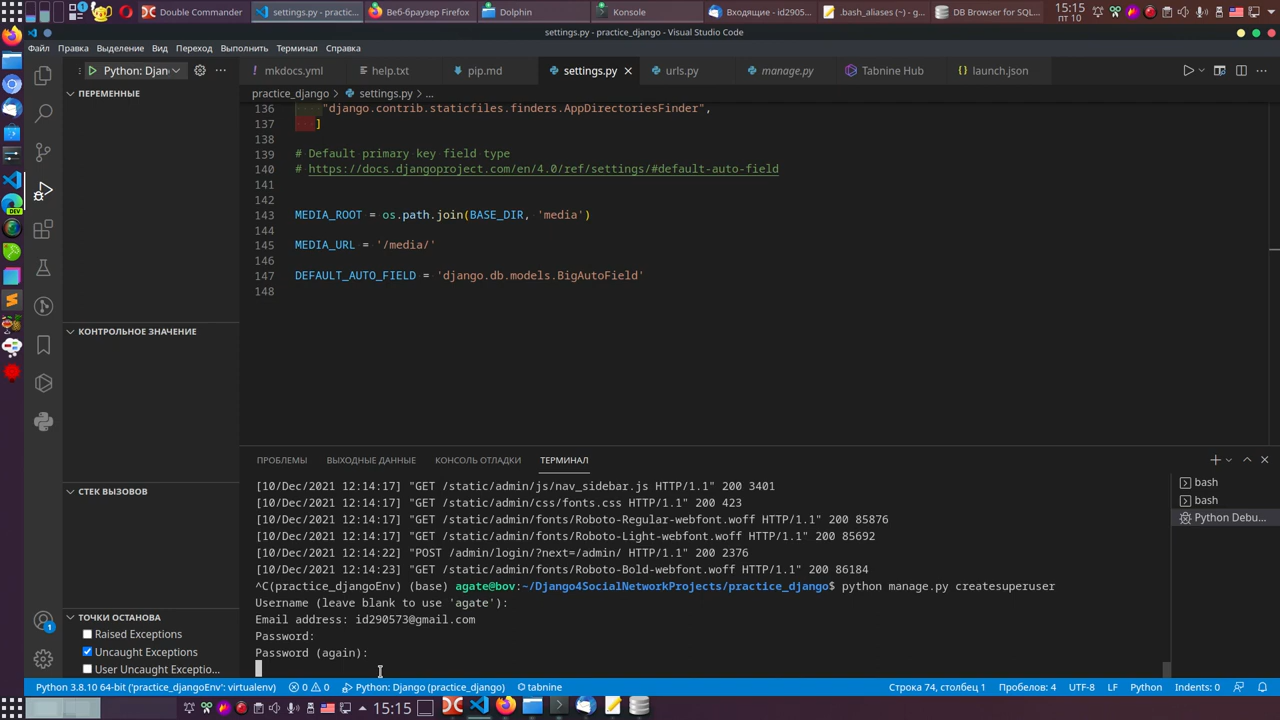 Double Commander
settings.py - practic...
Веб-браузер Firefox
Dolphin
Konsole
Входящие - id2905...
.bash_aliases (~) - g...
DB Browser for SQL...
15:15
пт 10
settings.py - practice_django - Visual Studio Code
Файл Правка Выделение Вид Переход Выполнить Терминал Справка
Python: Djan
mkdocs.yml
help.txt
pip.md
settings.py
urls.py
manage.py
Tabnine Hub
launch.json
ПЕРЕМЕННЫЕ
practice_django > settings.py > ...
136 "django.contrib.staticfiles.finders.AppDirectoriesFinder",
137 ]
138
139 # Default primary key field type
140 # https://docs.djangoproject.com/en/4.0/ref/settings/#default-auto-field
141
142
143 MEDIA_ROOT = os.path.join(BASE_DIR, 'media')
144
145 MEDIA_URL = '/media/'
146
147 DEFAULT_AUTO_FIELD = 'django.db.models.BigAutoField'
148
DEV
КОНТРОЛЬНОЕ ЗНАЧЕНИЕ
СТЕК ВЫЗОВОВ
ТОЧКИ ОСТАНОВА
Raised Exceptions
Uncaught Exceptions
User Uncaught Exceptio...
1
ПРОБЛЕМЫ ВЫХОДНЫЕ ДАННЫЕ КОНСОЛЬ ОТЛАДКИ ТЕРМИНАЛ
[10/Dec/2021 12:14:17] "GET /static/admin/js/nav_sidebar.js HTTP/1.1" 200 3401
[10/Dec/2021 12:14:17] "GET /static/admin/css/fonts.css HTTP/1.1" 200 423
[10/Dec/2021 12:14:17] "GET /static/admin/fonts/Roboto-Regular-webfont.woff HTTP/1.1" 200 85876
[10/Dec/2021 12:14:17] "GET /static/admin/fonts/Roboto-Light-webfont.woff HTTP/1.1" 200 85692
[10/Dec/2021 12:14:22] "POST /admin/login/?next=/admin/ HTTP/1.1" 200 2376
[10/Dec/2021 12:14:23] "GET /static/admin/fonts/Roboto-Bold-webfont.woff HTTP/1.1" 200 86184
^C(practice_djangoEnv) (base) agate@bov:~/Django4SocialNetworkProjects/practice_django$ python manage.py createsuperuser
Username (leave blank to use 'agate'):
Email address: id290573@gmail.com
Password:
Password (again):
bash
bash
Python Debu...
Python 3.8.10 64-bit ('practice_djangoEnv': virtualenv)
0 0
Python: Django (practice_django)
tabnine
Строка 74, столбец 1
Пробелов: 4
UTF-8
LF
Python
Indents: 0
15:15